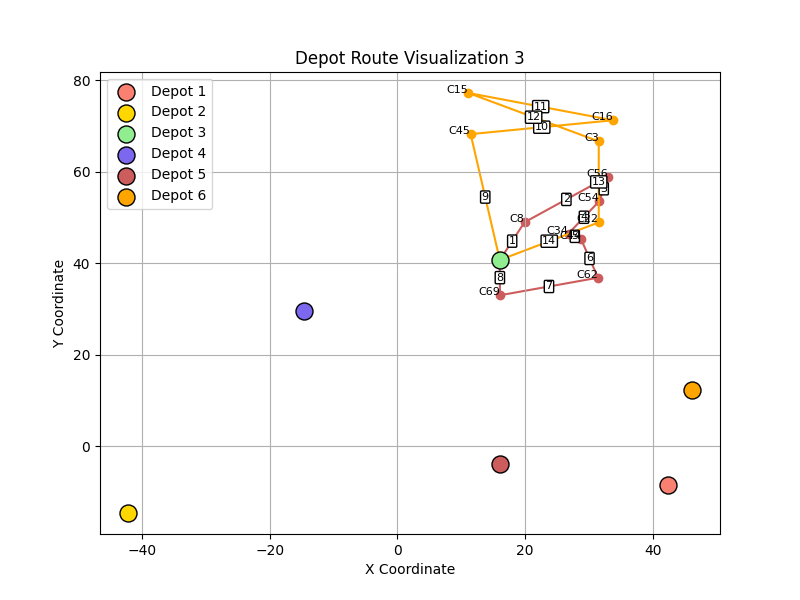 Depot Route Visualization 3
Depot 1
Depot 2
Depot 3
Depot 4
Depot 5
Depot 6
80
60
40
20
0
Y Coordinate
−40
−20
0
20
40
X Coordinate
C15
11
C16
12
10
C45
C3
C56
13
9
2
C54
C8
4
C34
1
14
6
8
C62
7
C69